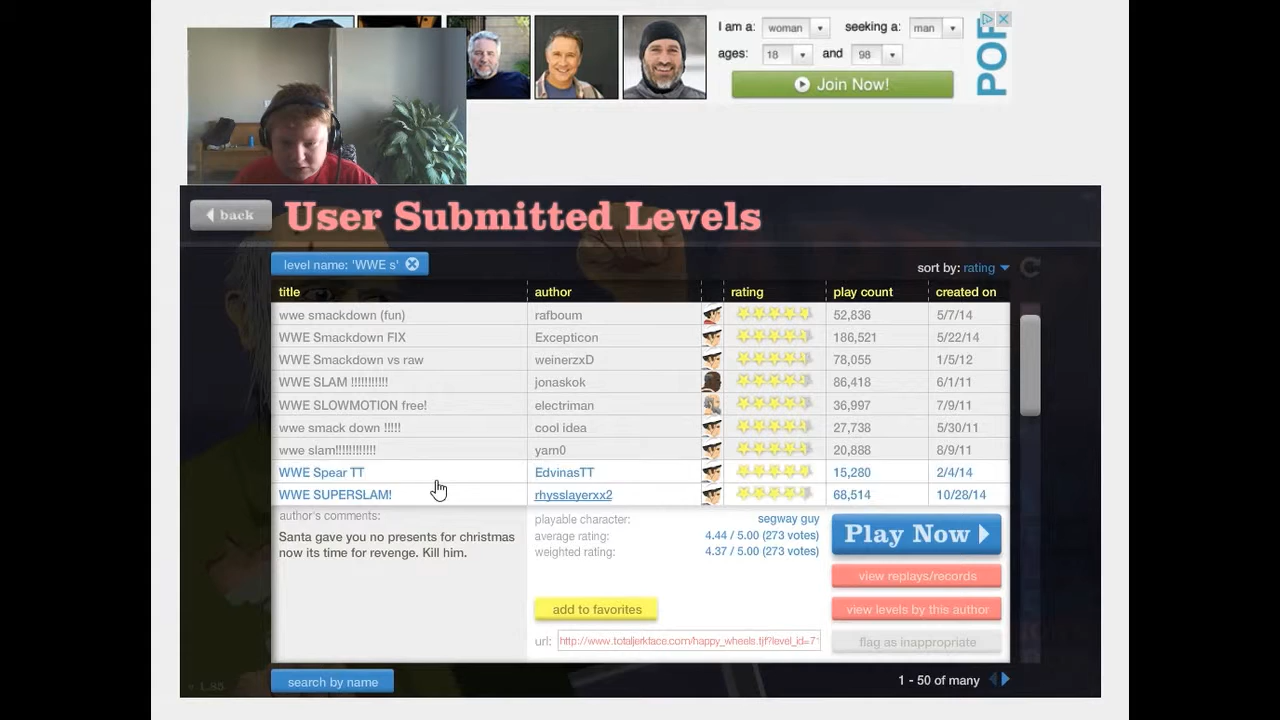 I am a: woman seeking a: man
ages: 18 and 98
Join Now!
POF
back
User Submitted Levels
level name: 'WWE s'
sort by: rating
title author rating play count created on
wwe smackdown (fun) rafboum 52,836 5/7/14
WWE Smackdown FIX Excepticon 186,521 5/22/14
WWE Smackdown vs raw weinerzxD 78,055 1/5/12
WWE SLAM !!!!!!!!!!! jonaskok 86,418 6/1/11
WWE SLOWMOTION free! electriman 36,997 7/9/11
wwe smack down !!!!! cool idea 27,738 5/30/11
wwe slam!!!!!!!!!!!! yarn0 20,888 8/9/11
WWE Spear TT EdvinasTT 15,280 2/4/14
WWE SUPERSLAM! rhysslayerxx2 68,514 10/28/14
author's comments:
Santa gave you no presents for christmas
now its time for revenge. Kill him.
playable character: segway guy
average rating: 4.44 / 5.00 (273 votes)
weighted rating: 4.37 / 5.00 (273 votes)
add to favorites
url: http://www.totaljerkface.com/happy_wheels.tjf?level_id=7
Play Now
view replays/records
view levels by this author
flag as inappropriate
search by name
1 - 50 of many